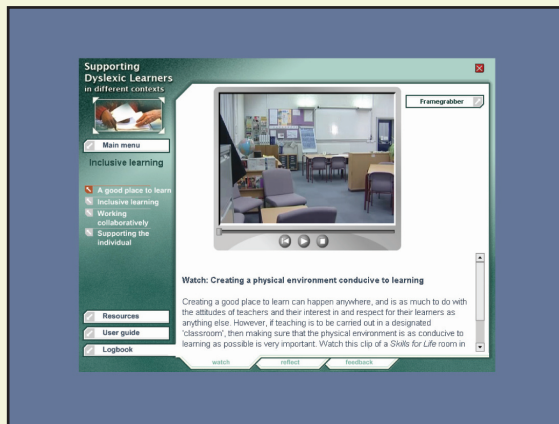 Supporting
Dyslexic Learners
in different contexts
Main menu
Inclusive learning
A good place to learn
Inclusive learning
Working
collaboratively
Supporting the
individual
Resources
User guide
Logbook
Framegrabber
Watch: Creating a physical environment conducive to learning
Creating a good place to learn can happen anywhere, and is as much to do with
the attitudes of teachers and their interest in and respect for their learners as
anything else. However, if teaching is to be carried out in a designated
'classroom', then making sure that the physical environment is as conducive to
learning as possible is very important. Watch this clip of a Skills for Life room in
watch
reflect
feedback